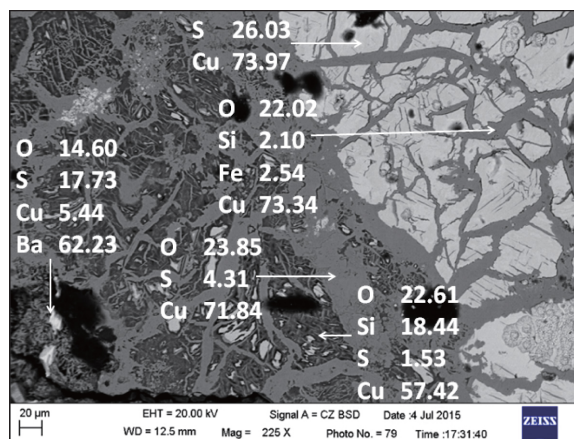 S 26.03
Cu 73.97
O 22.02
Si 2.10
Fe 2.54
Cu 73.34
O 14.60
S 17.73
Cu 5.44
Ba 62.23
O 23.85
S 4.31
Cu 71.84
O 22.61
Si 18.44
S 1.53
Cu 57.42
20 µm
EHT = 20.00 kV
Signal A = CZ BSD
Date :4 Jul 2015
WD = 12.5 mm
Mag = 225 X
Photo No. = 79
Time :17:31:40
ZEISS